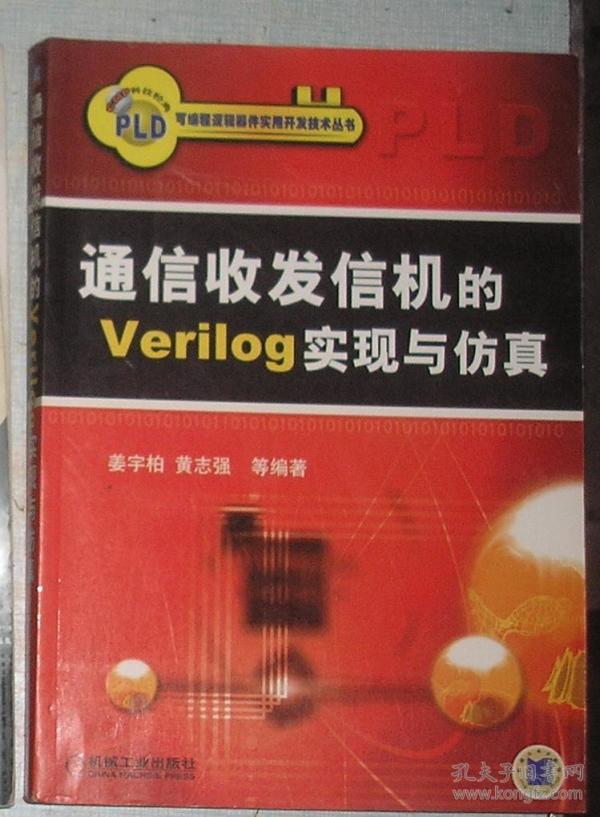 PLD
可编程逻辑器件实用开发技术丛书
PLD
通信收发信机的
Verilog实现与仿真
姜宇柏 黄志强 等编著
机械工业出版社
CHINA MACHINE PRESS
孔夫子旧书网
www.kongfz.com